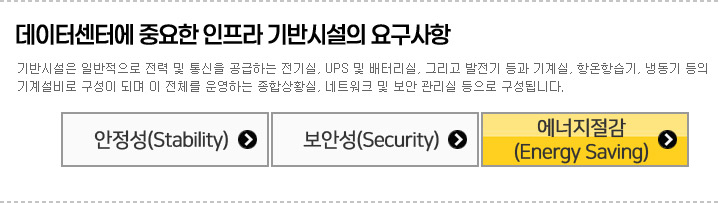 데이터센터에 중요한 인프라 기반시설의 요구사항
기반시설은 일반적으로 전력 및 통신을 공급하는 전기실, UPS 및 배터리실, 그리고 발전기 등과 기계실, 항온항습기, 냉동기 등의
기계설비로 구성이 되며 이 전체를 운영하는 종합상황실, 네트워크 및 보안 관리실 등으로 구성됩니다.
안정성(Stability)
보안성(Security)
에너지절감
(Energy Saving)